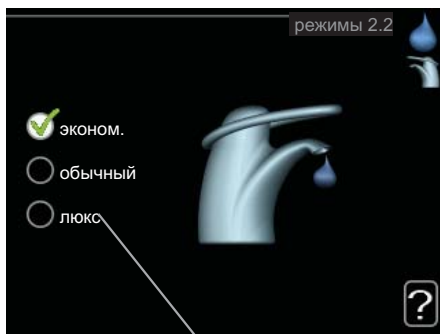 режимы 2.2
эконом.
обычный
люкс
?